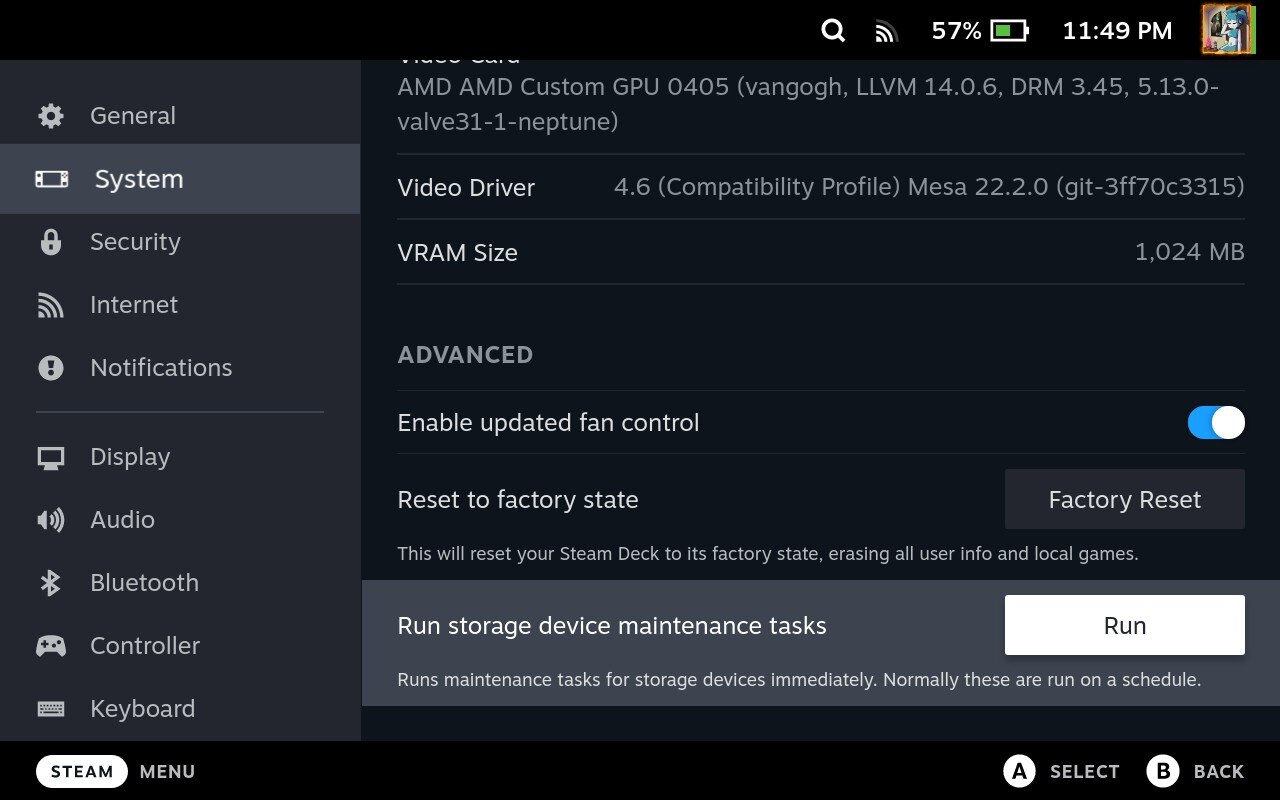 57% 11:49 PM
General
System
Security
Internet
Notifications
Display
Audio
Bluetooth
Controller
Keyboard
Video Card
AMD AMD Custom GPU 0405 (vangogh, LLVM 14.0.6, DRM 3.45, 5.13.0-
valve31-1-neptune)
Video Driver 4.6 (Compatibility Profile) Mesa 22.2.0 (git-3ff70c3315)
VRAM Size 1,024 MB
ADVANCED
Enable updated fan control
Reset to factory state Factory Reset
This will reset your Steam Deck to its factory state, erasing all user info and local games.
Run storage device maintenance tasks Run
Runs maintenance tasks for storage devices immediately. Normally these are run on a schedule.
STEAM MENU A SELECT B BACK